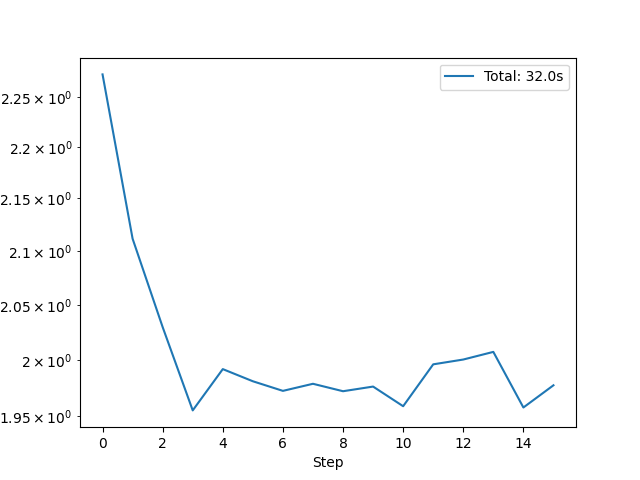 Total: 32.0s
2.25 × 10⁰
2.2 × 10⁰
2.15 × 10⁰
2.1 × 10⁰
2.05 × 10⁰
2 × 10⁰
1.95 × 10⁰
0 2 4 6 8 10 12 14
Step